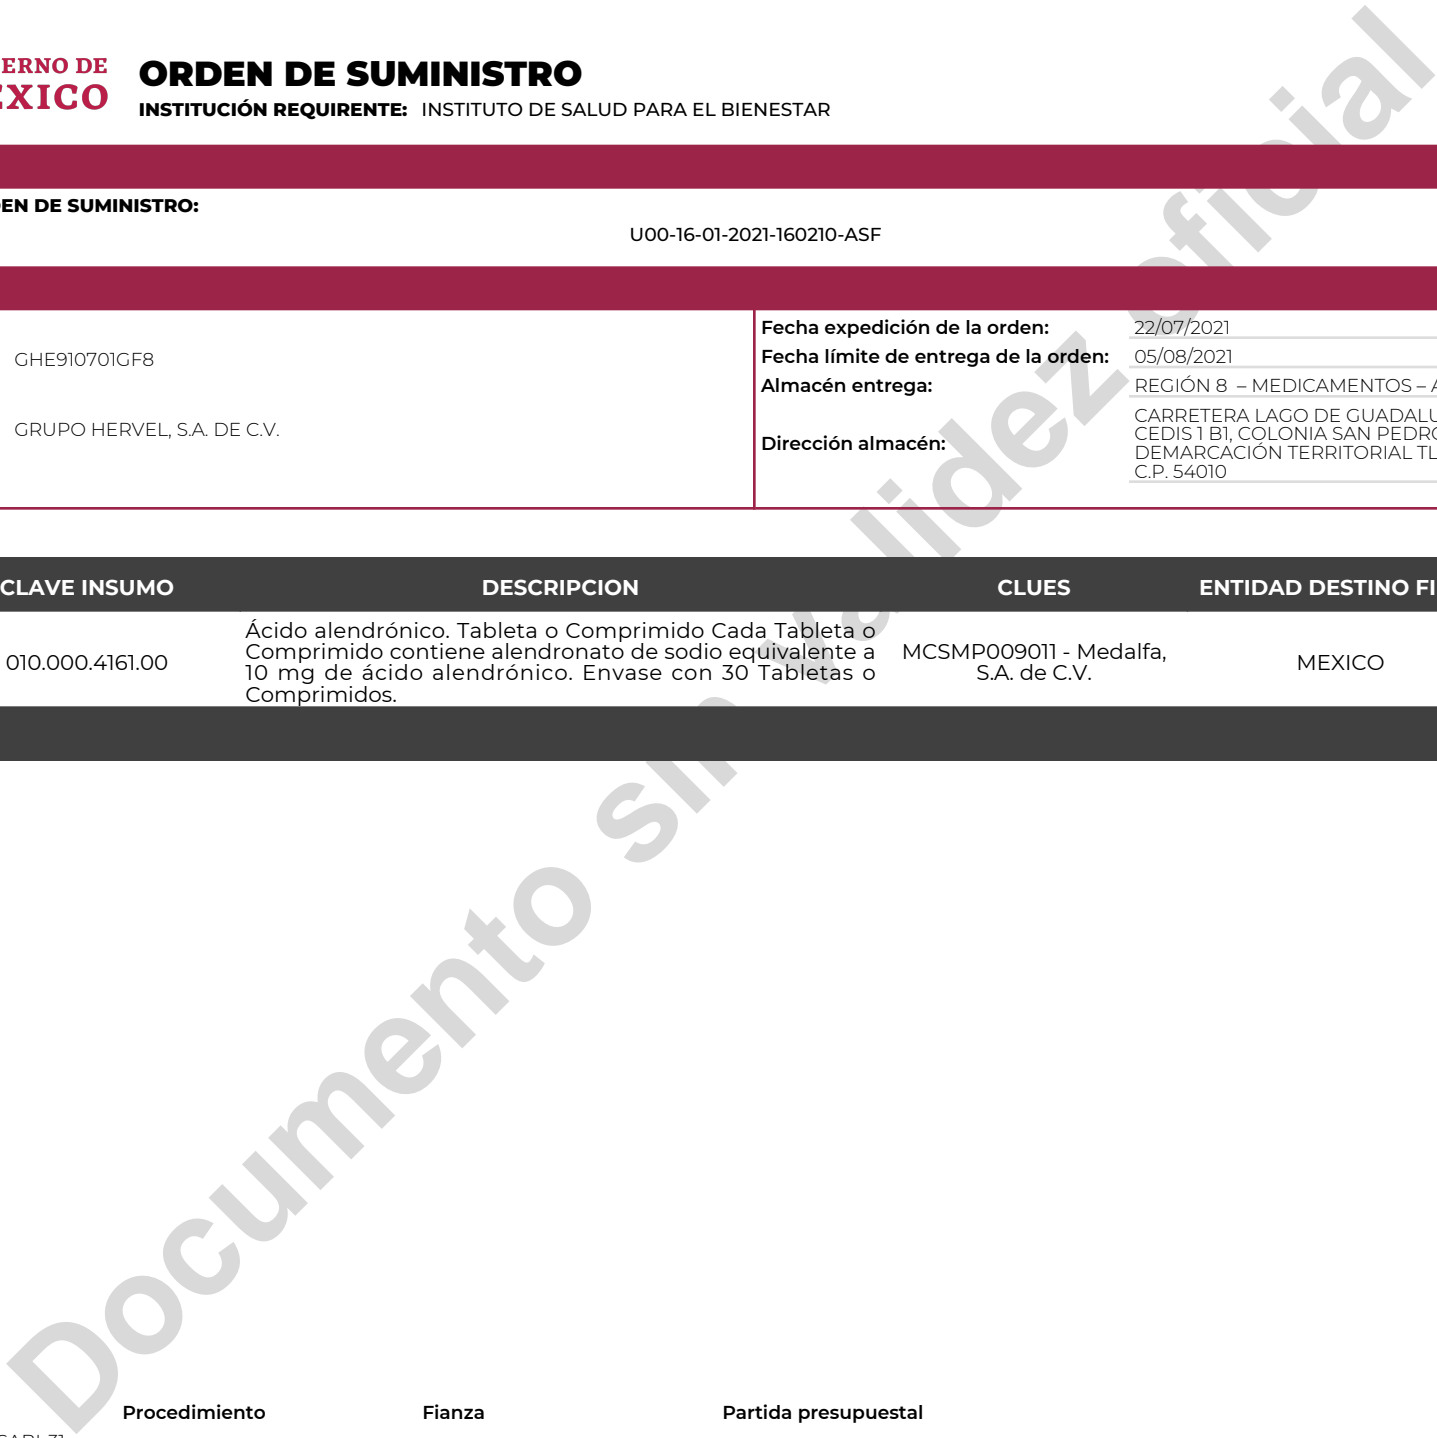 ERNO DE
ORDEN DE SUMINISTRO
EXICO
INSTITUCIÓN REQUIRENTE: INSTITUTO DE SALUD PARA EL BIENESTAR
EN DE SUMINISTRO:
U00-16-01-2021-160210-ASF
GHE910701GF8
GRUPO HERVEL, S.A. DE C.V.
Fecha expedición de la orden: 22/07/2021
Fecha límite de entrega de la orden: 05/08/2021
Almacén entrega: REGIÓN 8 – MEDICAMENTOS – A
Dirección almacén:
CARRETERA LAGO DE GUADALU
CEDIS 1 B1, COLONIA SAN PEDRO
DEMARCACIÓN TERRITORIAL TL
C.P. 54010
CLAVE INSUMO DESCRIPCION CLUES ENTIDAD DESTINO FI
010.000.4161.00
Ácido alendrónico. Tableta o Comprimido Cada Tableta o
Comprimido contiene alendronato de sodio equivalente a
10 mg de ácido alendrónico. Envase con 30 Tabletas o
Comprimidos.
MCSMP009011 - Medalfa,
S.A. de C.V.
MEXICO
Documento sin validez oficial
Procedimiento Fianza Partida presupuestal